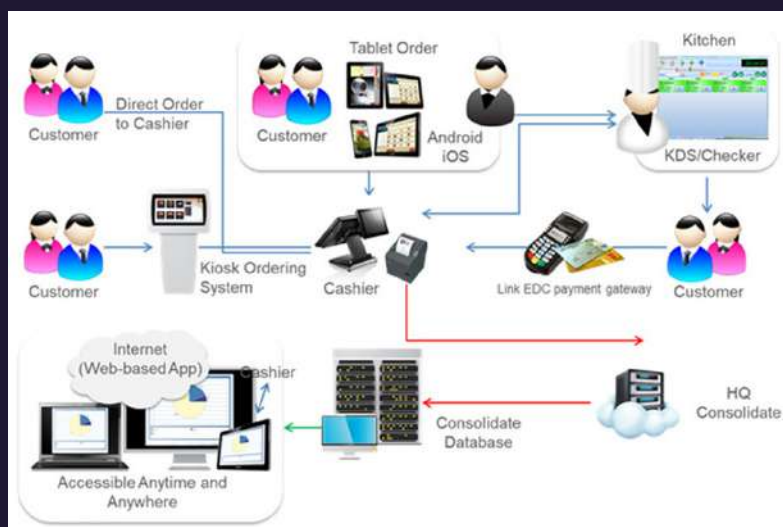 Tablet Order
Kitchen
Direct Order
to Cashier
Customer
Customer
Android
iOS
KDS/Checker
Customer
Kiosk Ordering
System
Cashier
Link EDC payment gateway
Customer
Internet
(Web-based App)
Cashier
Accessible Anytime and
Anywhere
Consolidate
Database
HQ
Consolidate